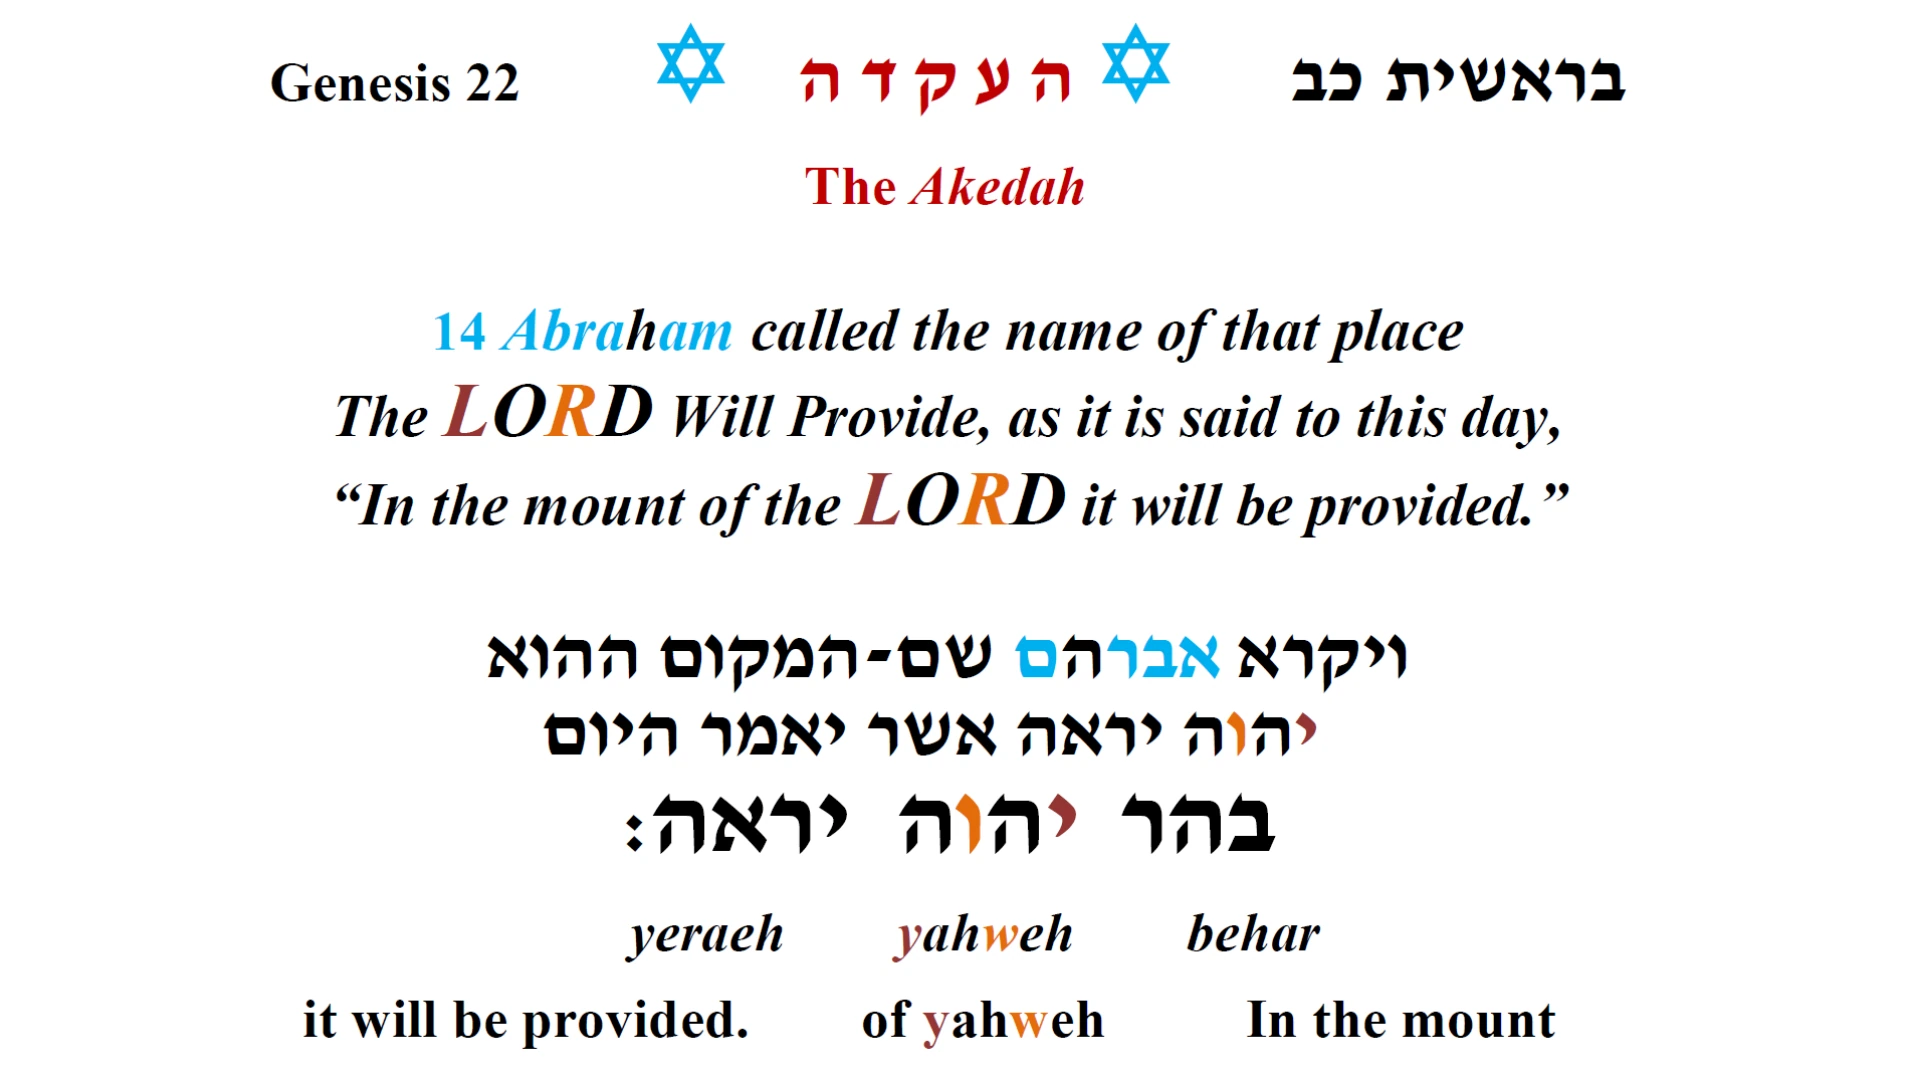 Genesis 22 ✡ ה ע ק ד ה ✡ בראשית כב
The Akedah
14 Abraham called the name of that place
The LORD Will Provide, as it is said to this day,
“In the mount of the LORD it will be provided.”
ויקרא אברהם שם-המקום ההוא
יהוה יראה אשר יאמר היום
בהר יהוה יראה:
yeraeh yahweh behar
it will be provided. of yahweh In the mount